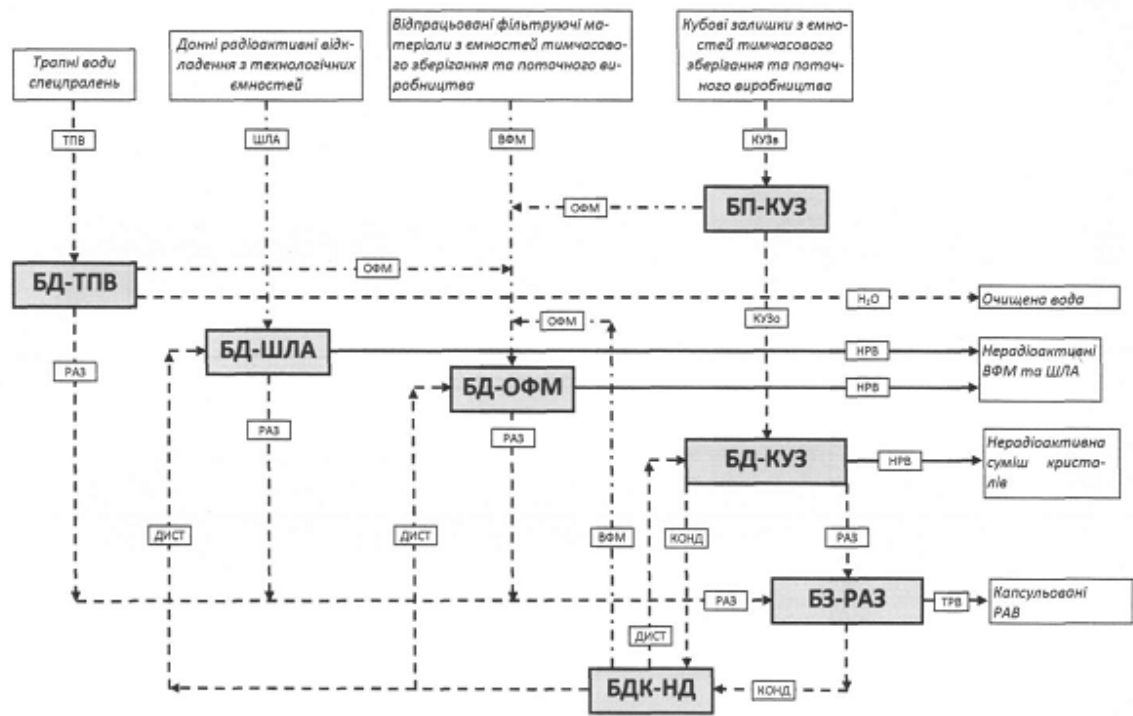 Трапні води
спецпралень
Донні радіоактивні відк-
ладення з технологічних
ємностей
Відпрацьовані фільтруючі ма-
теріали з ємностей тимчасово-
го зберігання та поточного ви-
робництва
Кубові залишки з ємно-
стей тимчасового
зберігання та поточ-
ного виробництва
ТПВ
ШЛА
ВФМ
КУЗв
ОФМ
БП-КУЗ
БД-ТПВ
ОФМ
H₂O
Очищена вода
ОФМ
КУЗо
БД-ШЛА
НРВ
Нерадіоактивні
ВФМ та ШЛА
РАЗ
БД-ОФМ
НРВ
РАЗ
РАЗ
БД-КУЗ
НРВ
Нерадіоактивна
суміш криста-
лів
ДИСТ
ДИСТ
ВФМ
КОНД
РАЗ
РАЗ
БЗ-РАЗ
ТРВ
Капсульовані
РАВ
ДИСТ
БДК-НД
КОНД